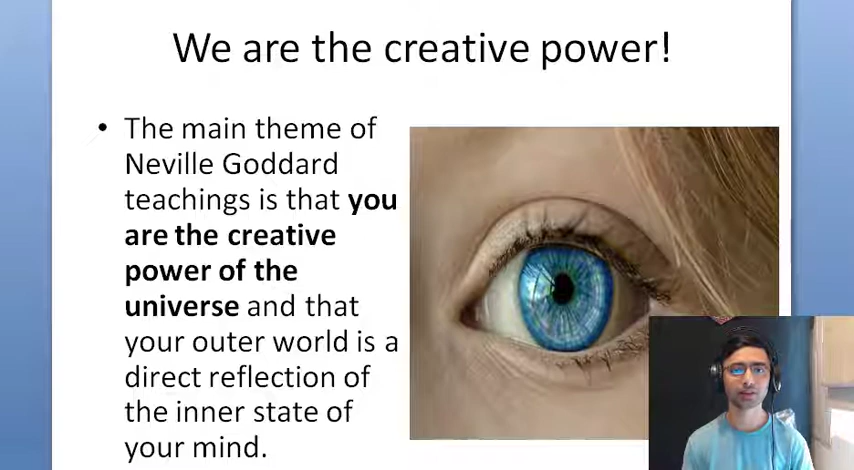 We are the creative power!
• The main theme of
Neville Goddard
teachings is that you
are the creative
power of the
universe and that
your outer world is a
direct reflection of
the inner state of
your mind.